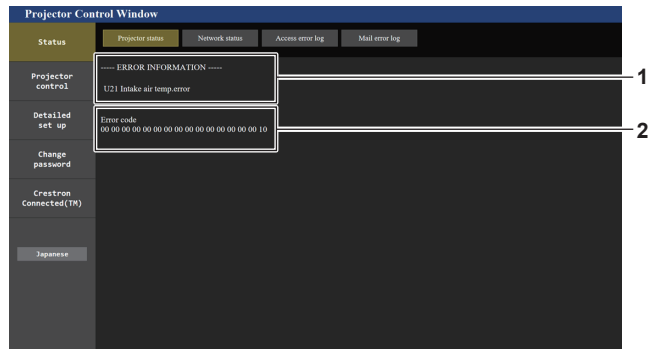 Projector Control Window
Status
Projector status
Network status
Access error log
Mail error log
----- ERROR INFORMATION -----
U21 Intake air temp.error
1
Projector
control
Error code
00 00 00 00 00 00 00 00 00 00 00 00 00 00 00 10
2
Detailed
set up
Change
password
Crestron
Connected(TM)
Japanese